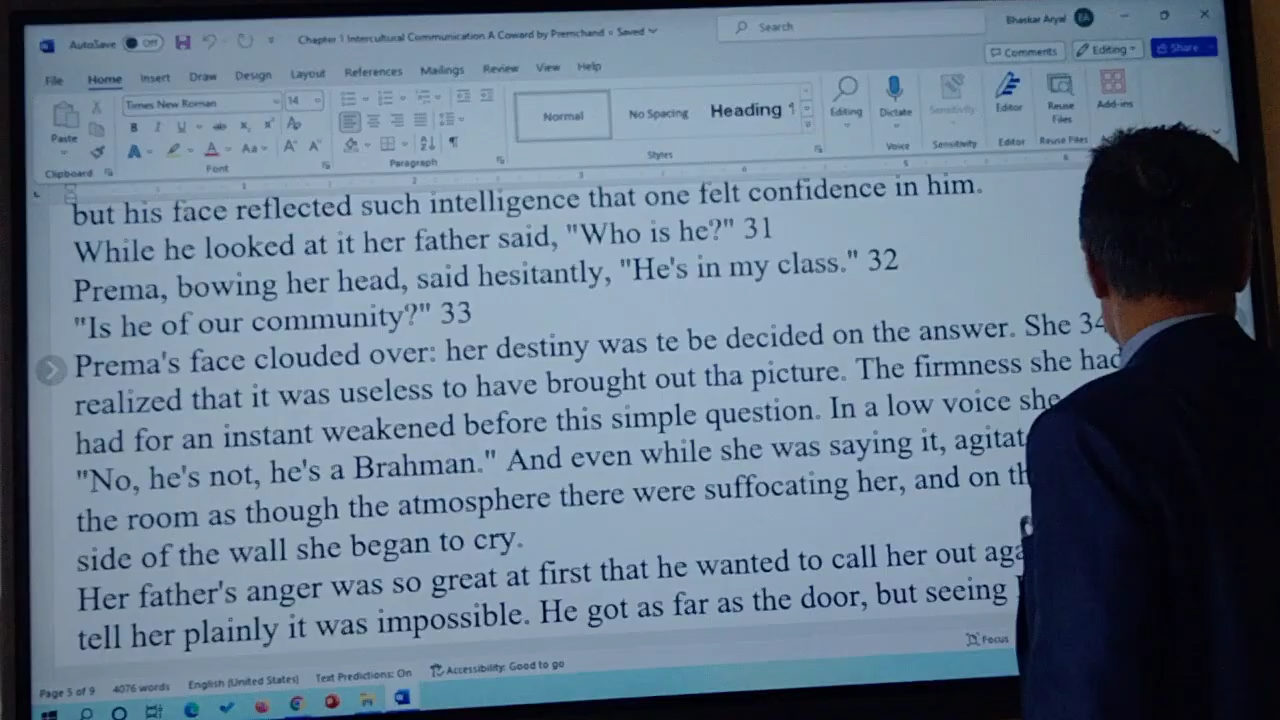 AutoSave Off
Chapter 1 Intercultural Communication A Coward by Premchand • Saved
Search
Bhaskar Aryal
File Home Insert Draw Design Layout References Mailings Review View Help
Comments Editing Share
Times New Roman 14
Normal No Spacing Heading 1
Paste
Editing Dictate Sensitivity Editor Reuse Files Add-ins
Clipboard Font Paragraph Styles Voice Sensitivity Editor Reuse Files
but his face reflected such intelligence that one felt confidence in him.
While he looked at it her father said, "Who is he?" 31
Prema, bowing her head, said hesitantly, "He's in my class." 32
"Is he of our community?" 33
Prema's face clouded over: her destiny was te be decided on the answer. She 34
realized that it was useless to have brought out tha picture. The firmness she had
had for an instant weakened before this simple question. In a low voice she
"No, he's not, he's a Brahman." And even while she was saying it, agitat
the room as though the atmosphere there were suffocating her, and on th
side of the wall she began to cry.
Her father's anger was so great at first that he wanted to call her out aga
tell her plainly it was impossible. He got as far as the door, but seeing
Focus
Page 5 of 9 4076 words English (United States) Text Predictions: On Accessibility: Good to go